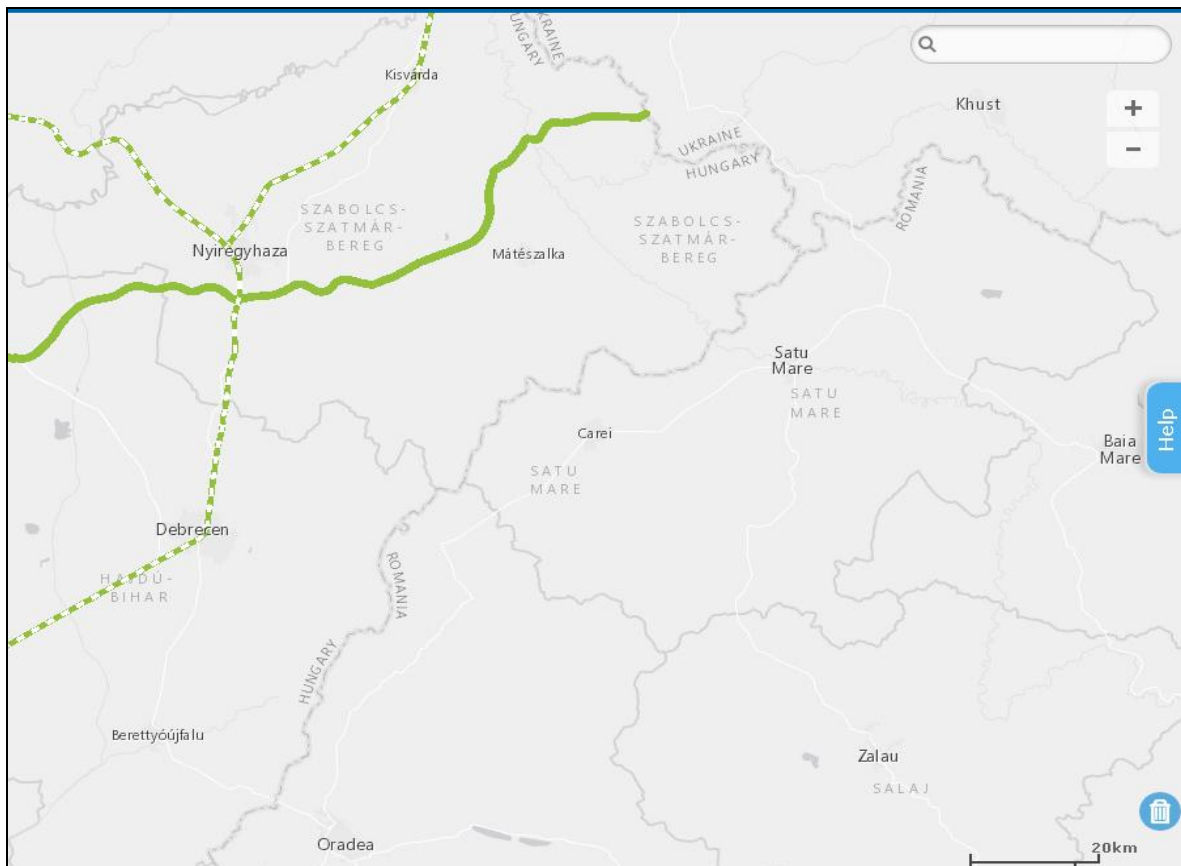 UKRAINE
HUNGARY
Kisvárda
Khust
+
−
UKRAINE
HUNGARY
ROMANIA
SZABOLCS-
SZATMÁR-
BEREG
SZABOLCS-
SZATMÁR-
BEREG
Nyiregyhaza
Mátészalka
Satu
Mare
SATU
MARE
Help
Carei
Baia
Mare
SATU
MARE
Debrecen
HAJDÚ-
BIHAR
ROMANIA
HUNGARY
Berettyóújfalu
Zalau
SALAJ
Oradea
20km